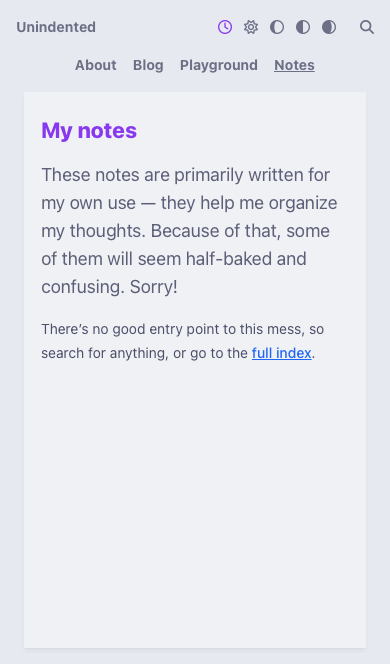 Unindented
About Blog Playground Notes
My notes
These notes are primarily written for
my own use — they help me organize
my thoughts. Because of that, some
of them will seem half-baked and
confusing. Sorry!
There’s no good entry point to this mess, so
search for anything, or go to the full index.